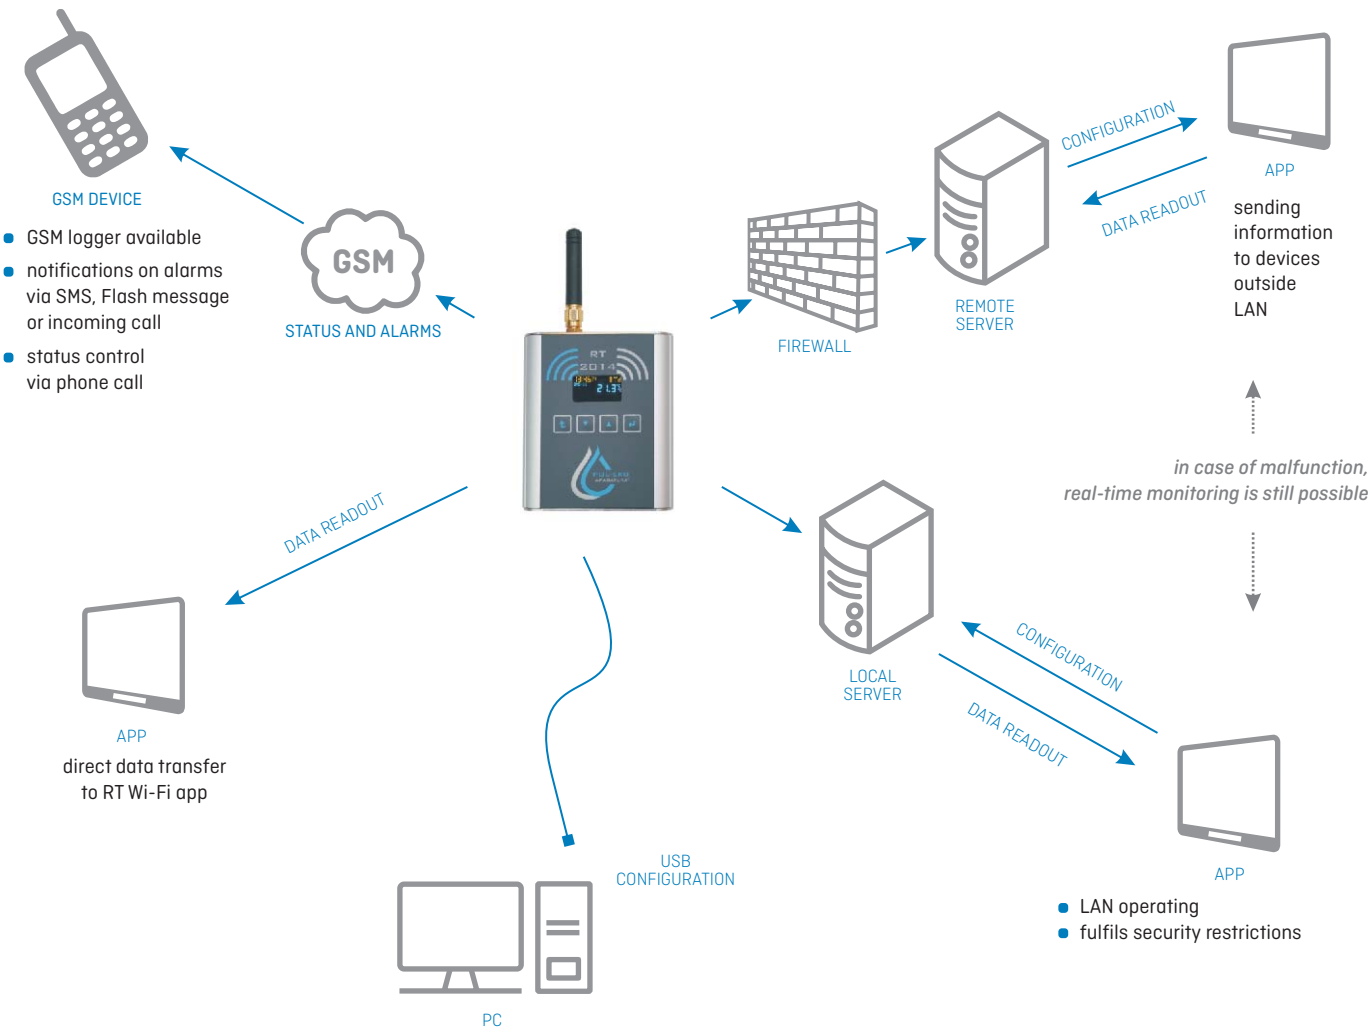 GSM DEVICE
GSM logger available
notifications on alarms
via SMS, Flash message
or incoming call
status control
via phone call
GSM
STATUS AND ALARMS
RT
2014
FIREWALL
REMOTE
SERVER
CONFIGURATION
DATA READOUT
APP
sending
information
to devices
outside
LAN
in case of malfunction,
real-time monitoring is still possible
DATA READOUT
APP
direct data transfer
to RT Wi-Fi app
LOCAL
SERVER
CONFIGURATION
DATA READOUT
APP
LAN operating
fulfils security restrictions
USB
CONFIGURATION
PC